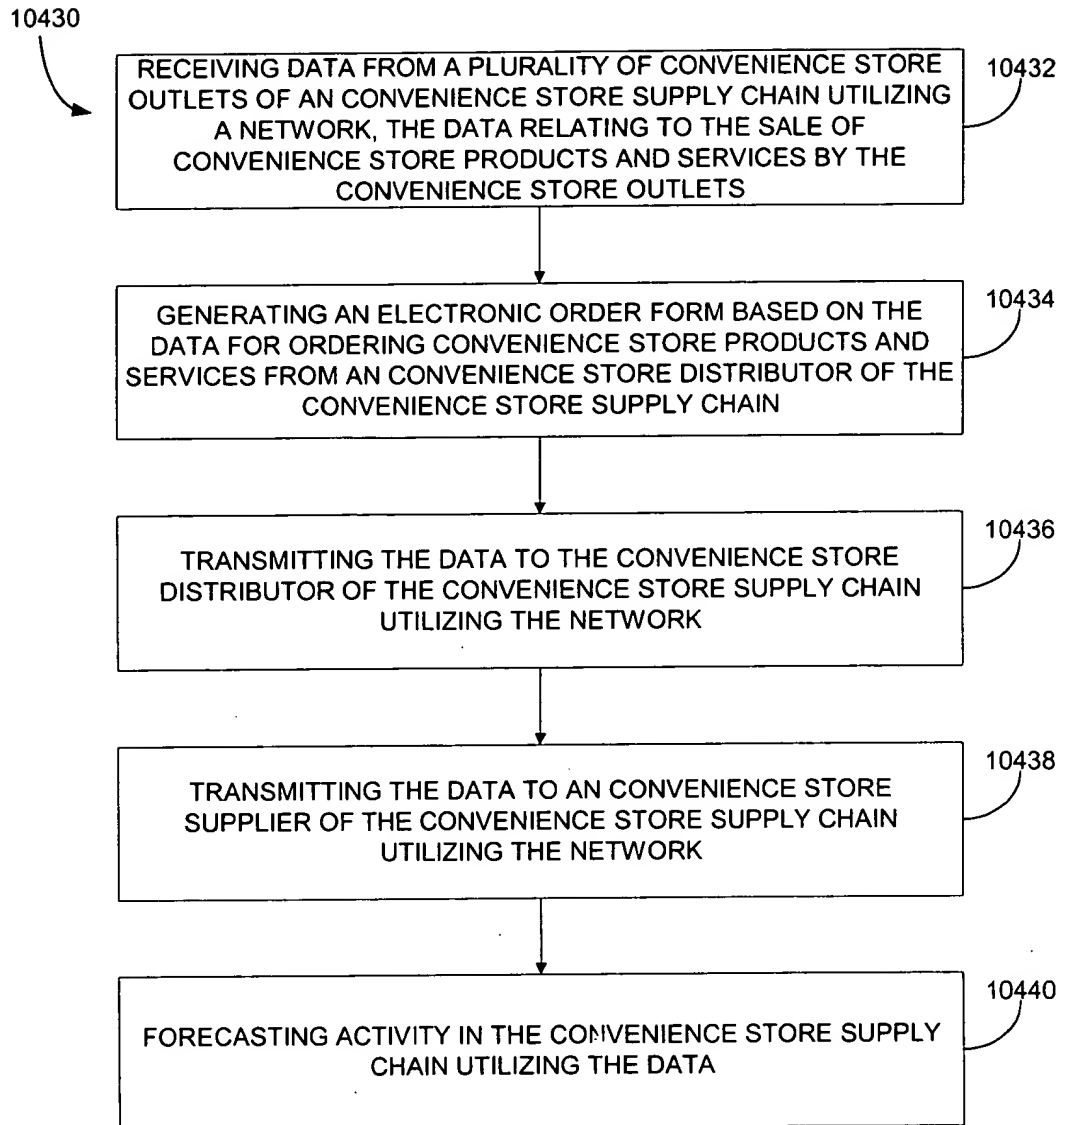 10430
RECEIVING DATA FROM A PLURALITY OF CONVENIENCE STORE
OUTLETS OF AN CONVENIENCE STORE SUPPLY CHAIN UTILIZING
A NETWORK, THE DATA RELATING TO THE SALE OF
CONVENIENCE STORE PRODUCTS AND SERVICES BY THE
CONVENIENCE STORE OUTLETS
10432
GENERATING AN ELECTRONIC ORDER FORM BASED ON THE
DATA FOR ORDERING CONVENIENCE STORE PRODUCTS AND
SERVICES FROM AN CONVENIENCE STORE DISTRIBUTOR OF THE
CONVENIENCE STORE SUPPLY CHAIN
10434
TRANSMITTING THE DATA TO THE CONVENIENCE STORE
DISTRIBUTOR OF THE CONVENIENCE STORE SUPPLY CHAIN
UTILIZING THE NETWORK
10436
TRANSMITTING THE DATA TO AN CONVENIENCE STORE
SUPPLIER OF THE CONVENIENCE STORE SUPPLY CHAIN
UTILIZING THE NETWORK
10438
FORECASTING ACTIVITY IN THE CONVENIENCE STORE SUPPLY
CHAIN UTILIZING THE DATA
10440